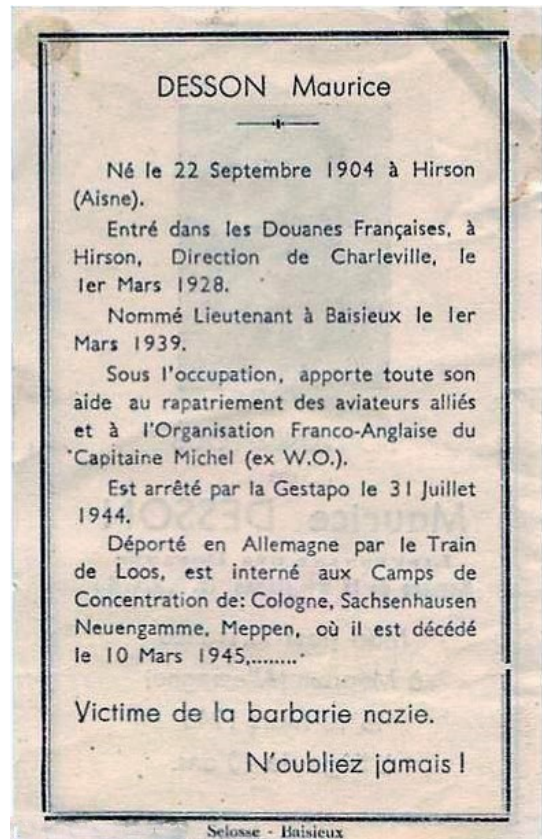 DESSON Maurice
Né le 22 Septembre 1904 à Hirson
(Aisne).
Entré dans les Douanes Françaises, à
Hirson, Direction de Charleville, le
1er Mars 1928.
Nommé Lieutenant à Baisieux le 1er
Mars 1939.
Sous l'occupation, apporte toute son
aide au rapatriement des aviateurs alliés
et à l'Organisation Franco-Anglaise du
Capitaine Michel (ex W.O.).
Est arrêté par la Gestapo le 31 Juillet
1944.
Déporté en Allemagne par le Train
de Loos, est interné aux Camps de
Concentration de: Cologne, Sachsenhausen
Neuengamme, Meppen, où il est décédé
le 10 Mars 1945,........
Victime de la barbarie nazie.
N'oubliez jamais !
Selosse - Baisieux